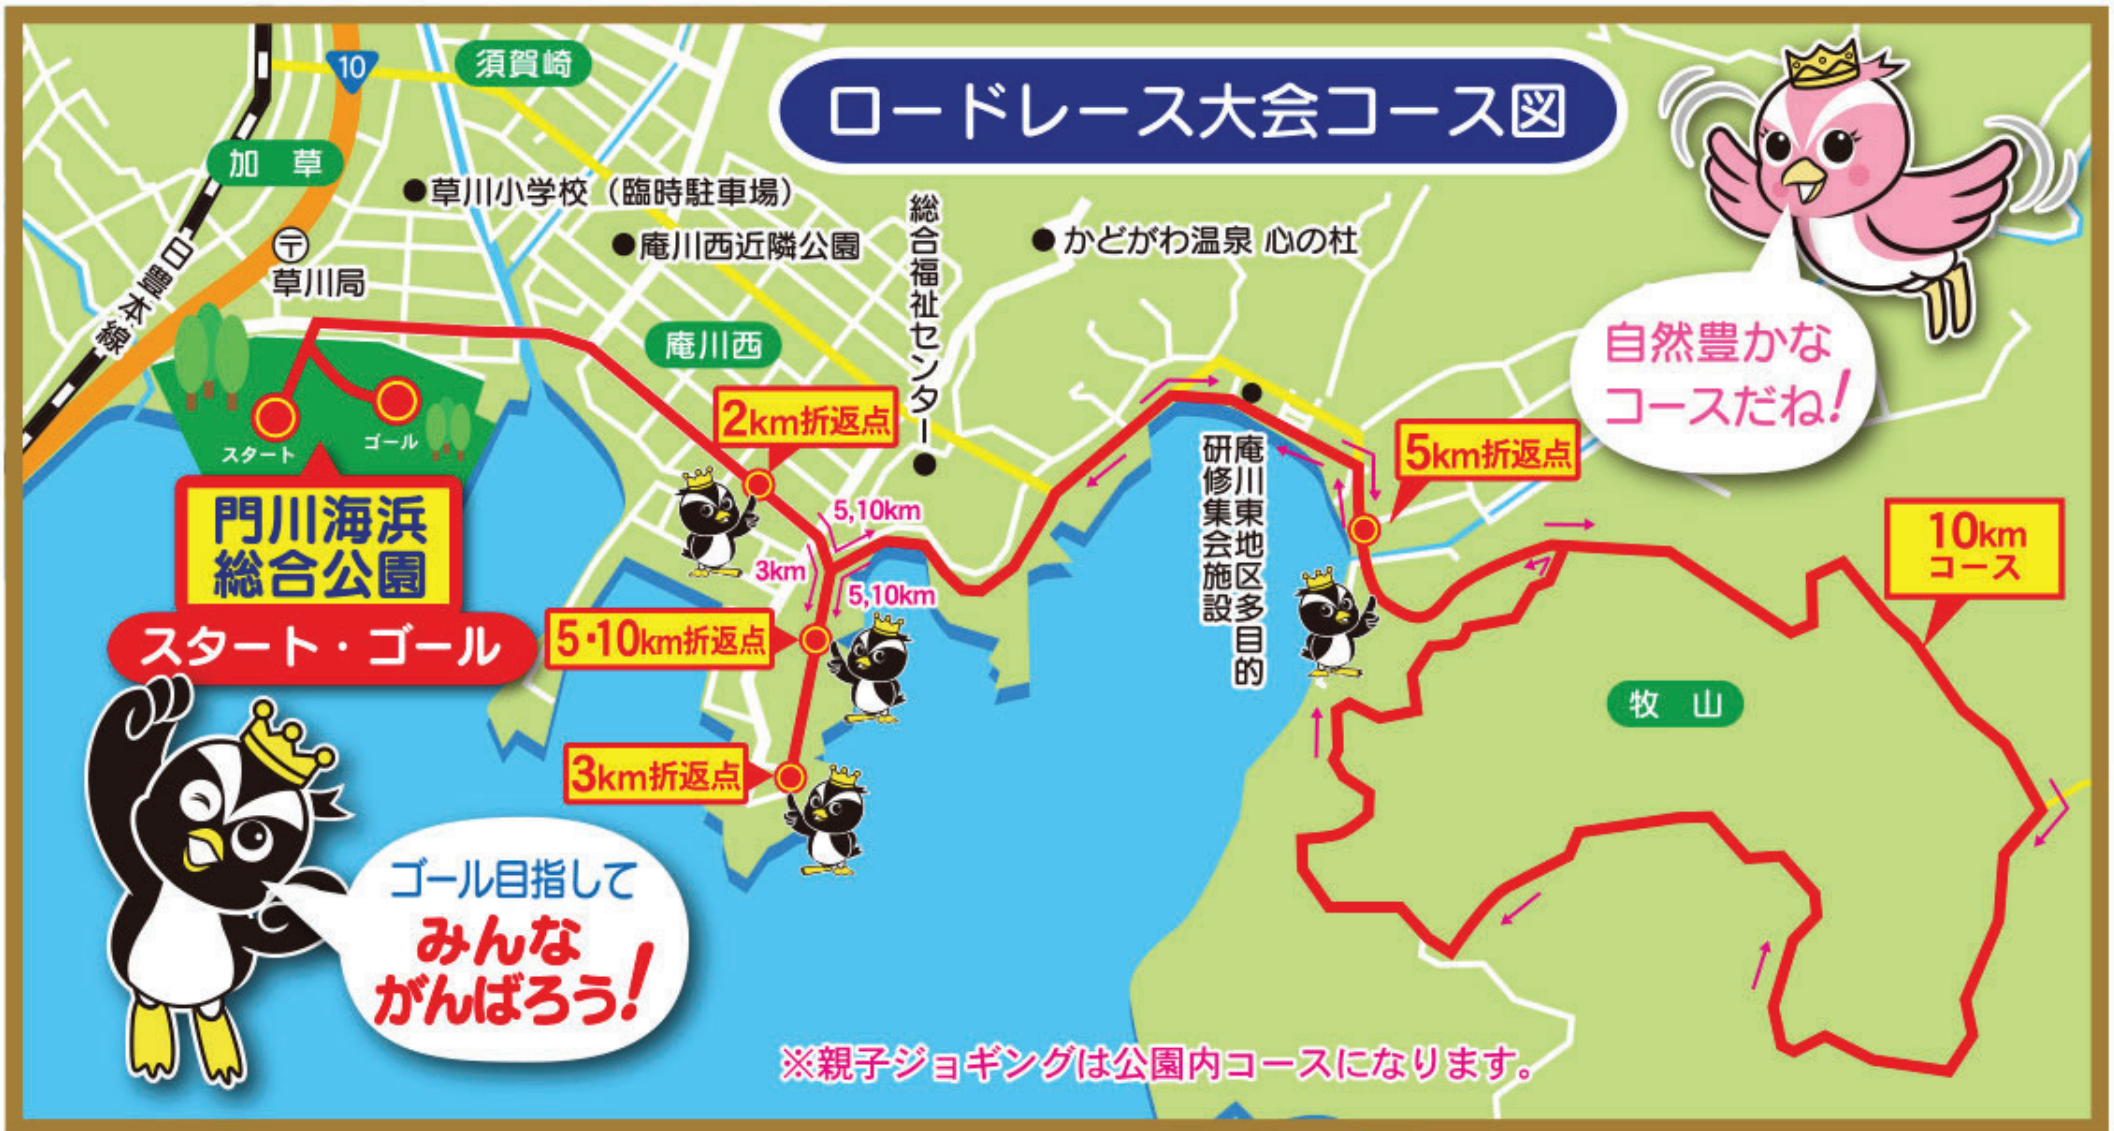 ロードレース大会コース図
10
須賀崎
加 草
草川小学校（臨時駐車場）
庵川西近隣公園
総合福祉センター
かどがわ温泉 心の杜
〒
草川局
日豊本線
庵川西
自然豊かな
コースだね!
2km折返点
5km折返点
スタート
ゴール
門川海浜
総合公園
スタート・ゴール
5,10km
3km
5,10km
庵川東地区多目的
研修集会施設
10km
コース
5・10km折返点
3km折返点
牧 山
ゴール目指して
みんな
がんばろう!
※親子ジョギングは公園内コースになります。